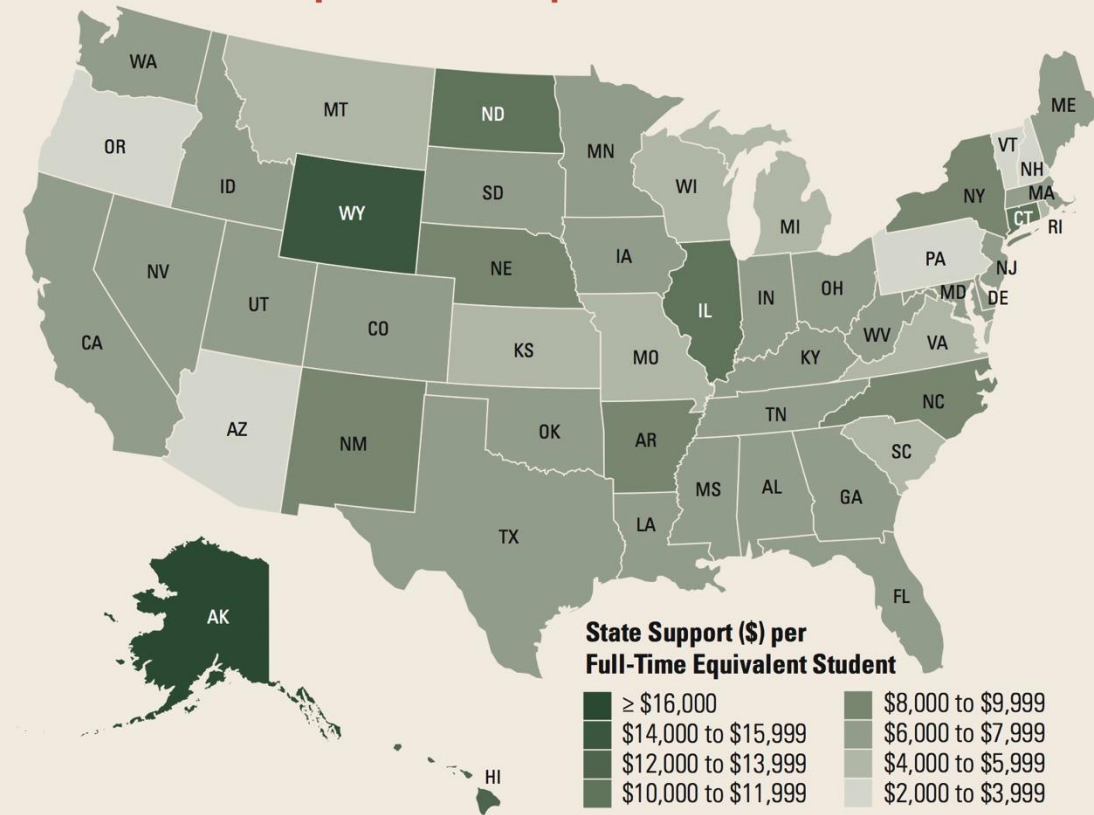 WA
MT
ND
ME
OR
MN
VT
NH
ID
SD
WI
NY
MA
WY
MI
CT
RI
IA
PA
NE
NJ
NV
OH
MD
DE
UT
IL
IN
CA
CO
WV
VA
KS
MO
KY
NC
TN
AZ
OK
NM
AR
SC
MS
AL
GA
LA
TX
FL
AK
HI
State Support ($) per
Full-Time Equivalent Student
≥ $16,000
$14,000 to $15,999
$12,000 to $13,999
$10,000 to $11,999
$8,000 to $9,999
$6,000 to $7,999
$4,000 to $5,999
$2,000 to $3,999